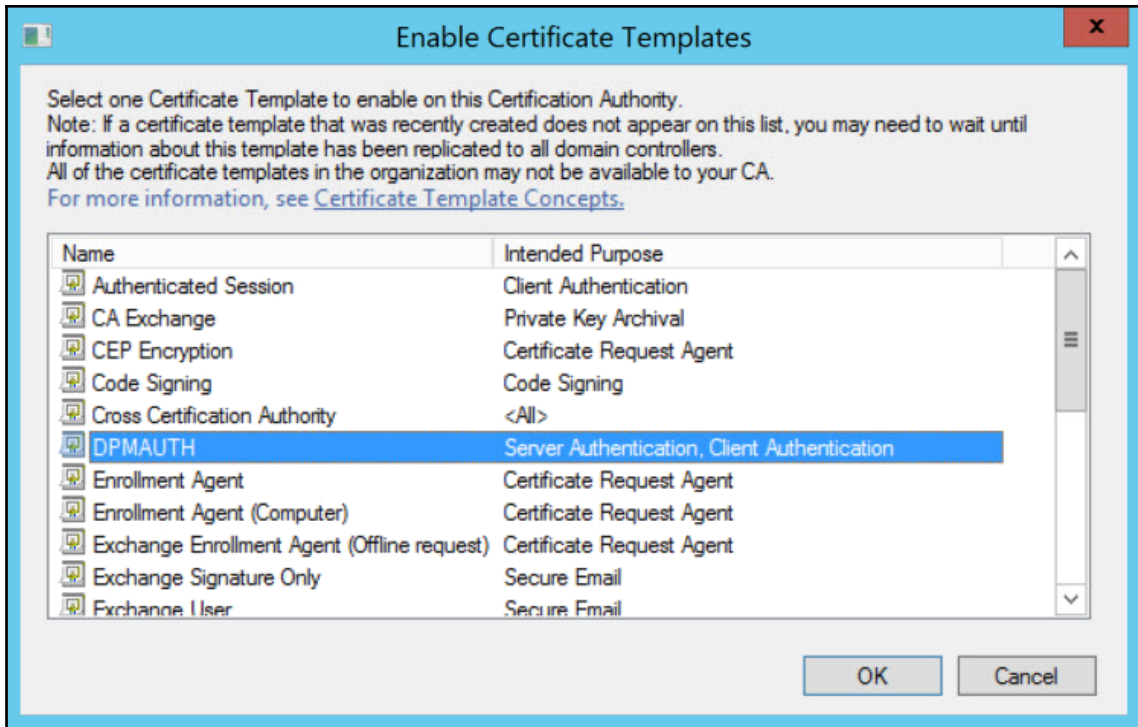 Enable Certificate Templates
x
Select one Certificate Template to enable on this Certification Authority.
Note: If a certificate template that was recently created does not appear on this list, you may need to wait until
information about this template has been replicated to all domain controllers.
All of the certificate templates in the organization may not be available to your CA.
For more information, see Certificate Template Concepts.
Name Intended Purpose
Authenticated Session Client Authentication
CA Exchange Private Key Archival
CEP Encryption Certificate Request Agent
Code Signing Code Signing
Cross Certification Authority <All>
DPMAUTH Server Authentication, Client Authentication
Enrollment Agent Certificate Request Agent
Enrollment Agent (Computer) Certificate Request Agent
Exchange Enrollment Agent (Offline request) Certificate Request Agent
Exchange Signature Only Secure Email
Exchange User Secure Email
OK Cancel